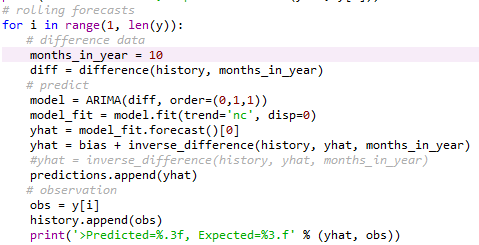 # rolling forecasts
for i in range(1, len(y)):
    # difference data
    months_in_year = 10
    diff = difference(history, months_in_year)
    # predict
    model = ARIMA(diff, order=(0,1,1))
    model_fit = model.fit(trend='nc', disp=0)
    yhat = model_fit.forecast()[0]
    yhat = bias + inverse_difference(history, yhat, months_in_year)
    #yhat = inverse_difference(history, yhat, months_in_year)
    predictions.append(yhat)
    # observation
    obs = y[i]
    history.append(obs)
    print('>Predicted=%.3f, Expected=%3.f' % (yhat, obs))